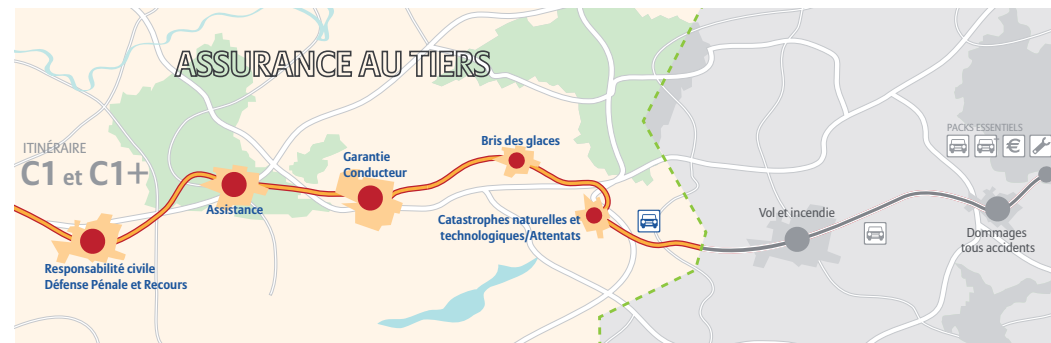 ASSURANCE AU TIERS
ITINÉRAIRE
C1 et C1+
Responsabilité civile
Défense Pénale et Recours
Assistance
Garantie
Conducteur
Bris des glaces
Catastrophes naturelles et
technologiques/Attentats
Vol et incendie
PACKS ESSENTIELS
€
Dommages
tous accidents